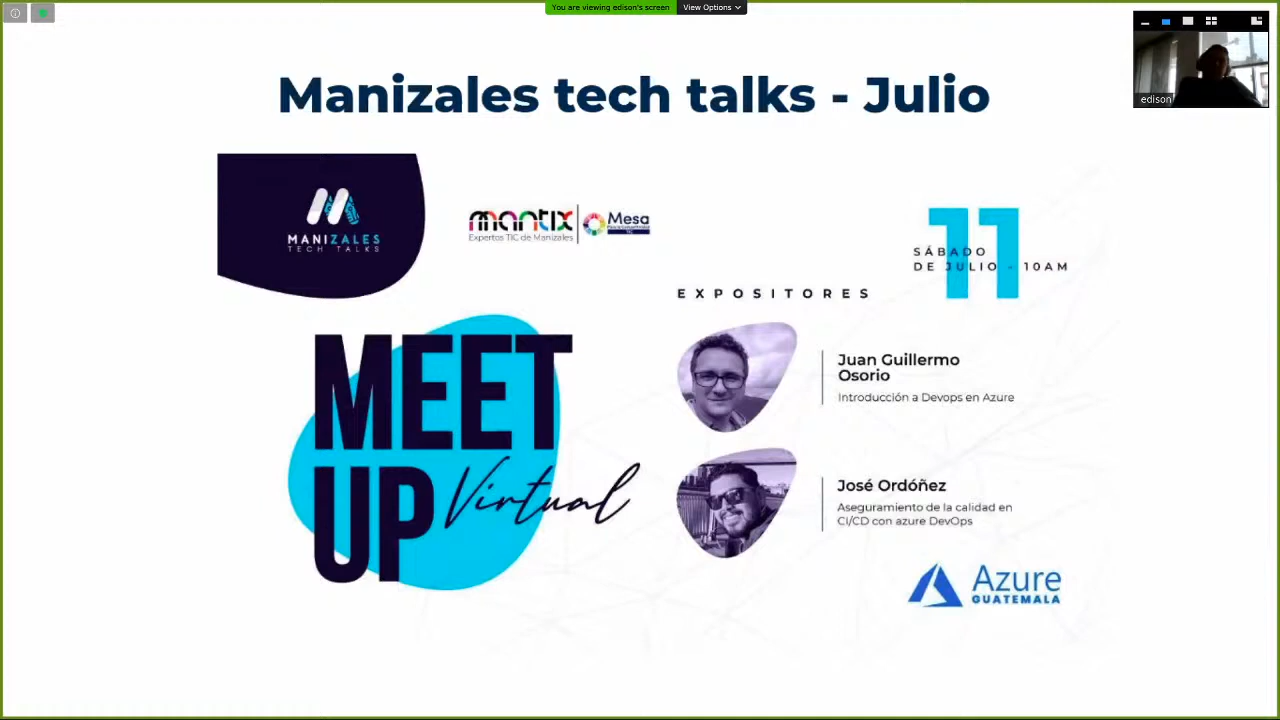 You are viewing edison's screen
View Options
edison
Manizales tech talks - Julio
MANIZALES
TECH TALKS
mantix
Expertos TIC de Manizales
Mesa
TIC
11
SÁBADO
DE JULIO - 10AM
EXPOSITORES
MEET
UP Virtual
Juan Guillermo
Osorio
Introducción a Devops en Azure
José Ordóñez
Aseguramiento de la calidad en
CI/CD con azure DevOps
Azure
GUATEMALA